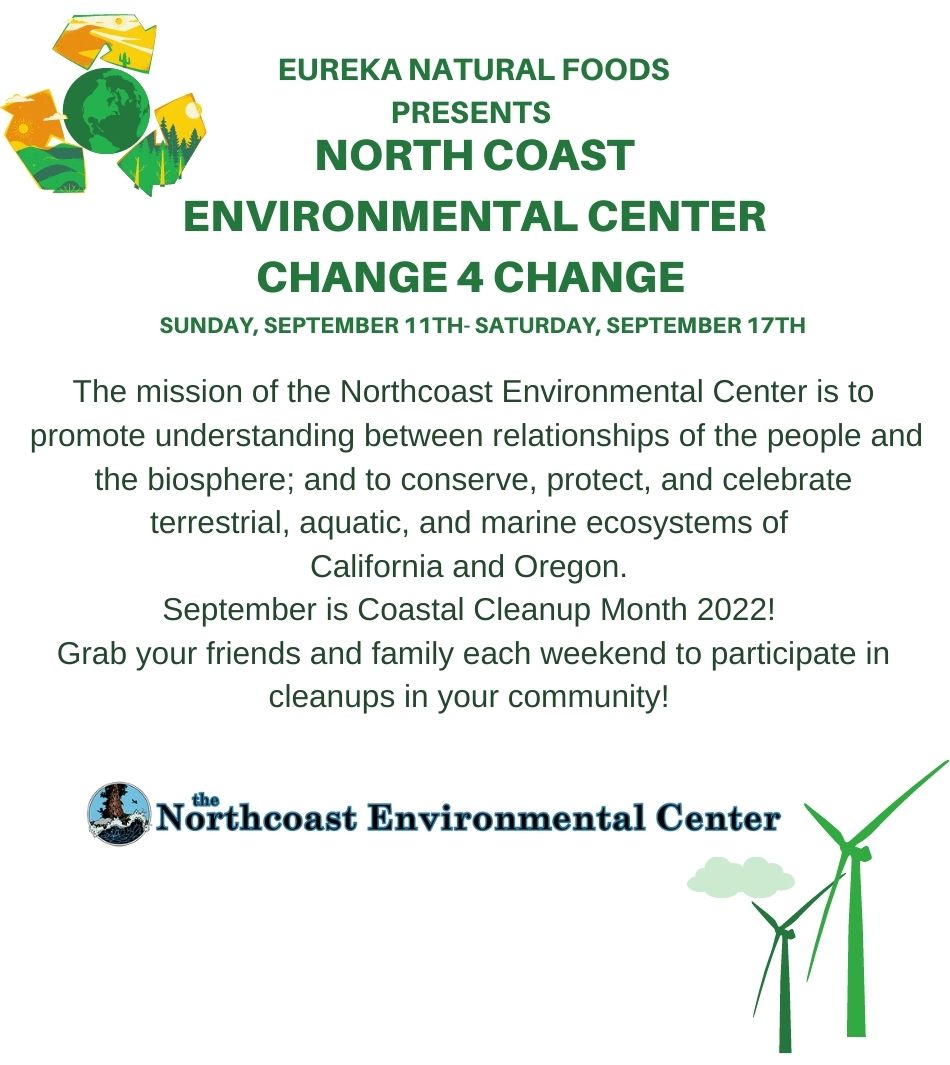 EUREKA NATURAL FOODS
PRESENTS
NORTH COAST
ENVIRONMENTAL CENTER
CHANGE 4 CHANGE
SUNDAY, SEPTEMBER 11TH- SATURDAY, SEPTEMBER 17TH
The mission of the Northcoast Environmental Center is to
promote understanding between relationships of the people and
the biosphere; and to conserve, protect, and celebrate
terrestrial, aquatic, and marine ecosystems of
California and Oregon.
September is Coastal Cleanup Month 2022!
Grab your friends and family each weekend to participate in
cleanups in your community!
the
Northcoast Environmental Center